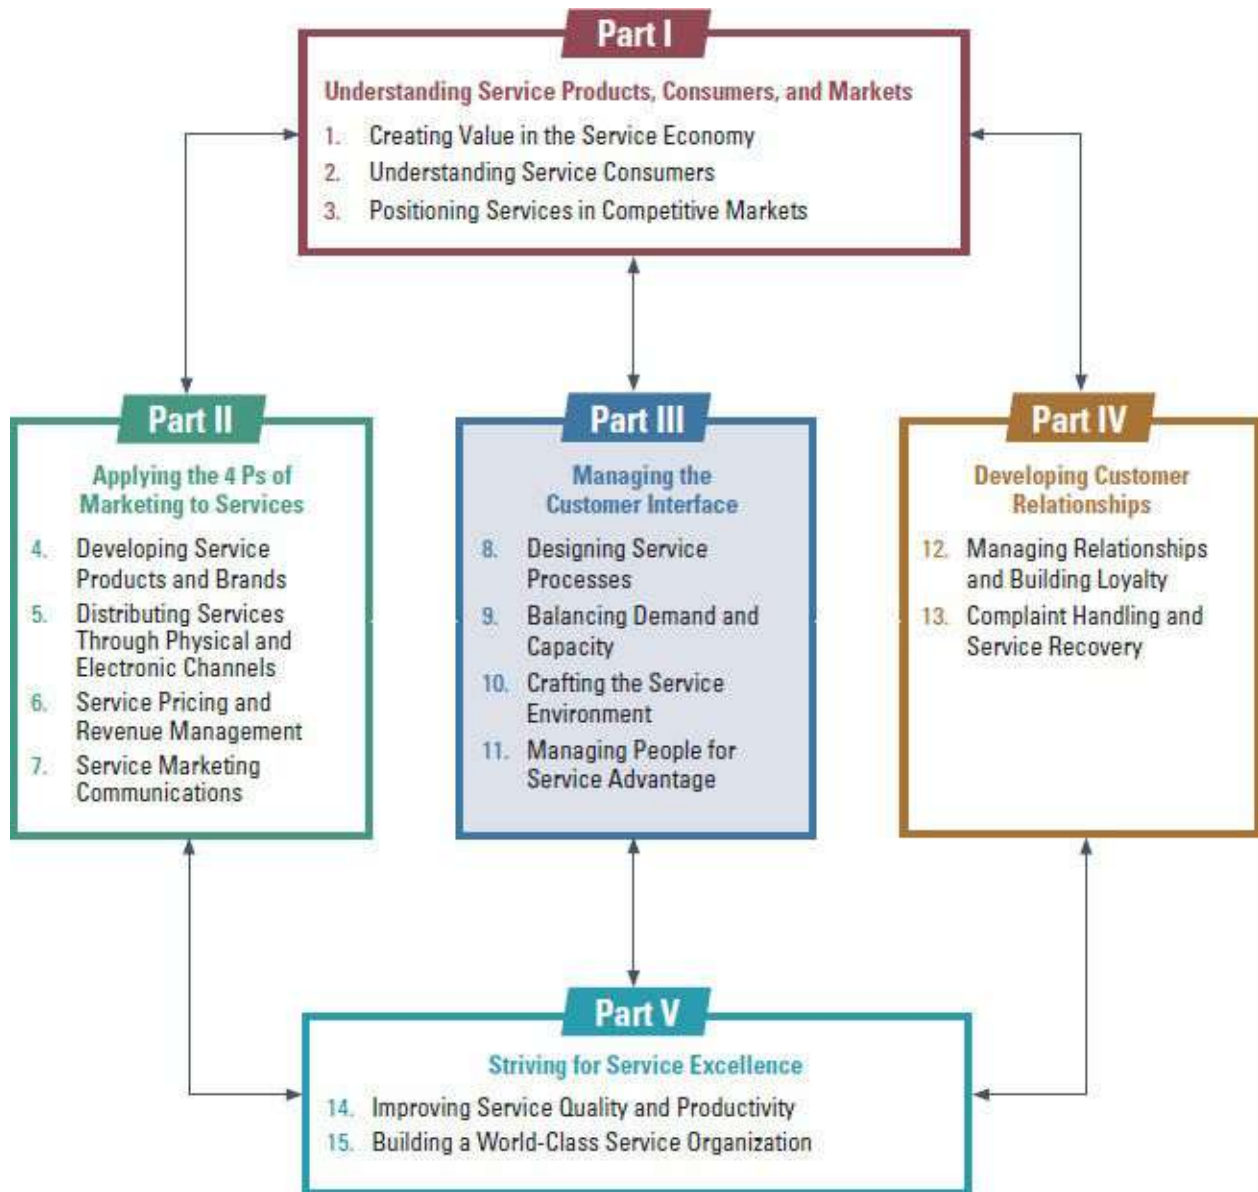 Part I
Understanding Service Products, Consumers, and Markets
1. Creating Value in the Service Economy
2. Understanding Service Consumers
3. Positioning Services in Competitive Markets
Part II
Applying the 4 Ps of
Marketing to Services
4. Developing Service
Products and Brands
5. Distributing Services
Through Physical and
Electronic Channels
6. Service Pricing and
Revenue Management
7. Service Marketing
Communications
Part III
Managing the
Customer Interface
8. Designing Service
Processes
9. Balancing Demand and
Capacity
10. Crafting the Service
Environment
11. Managing People for
Service Advantage
Part IV
Developing Customer
Relationships
12. Managing Relationships
and Building Loyalty
13. Complaint Handling and
Service Recovery
Part V
Striving for Service Excellence
14. Improving Service Quality and Productivity
15. Building a World-Class Service Organization